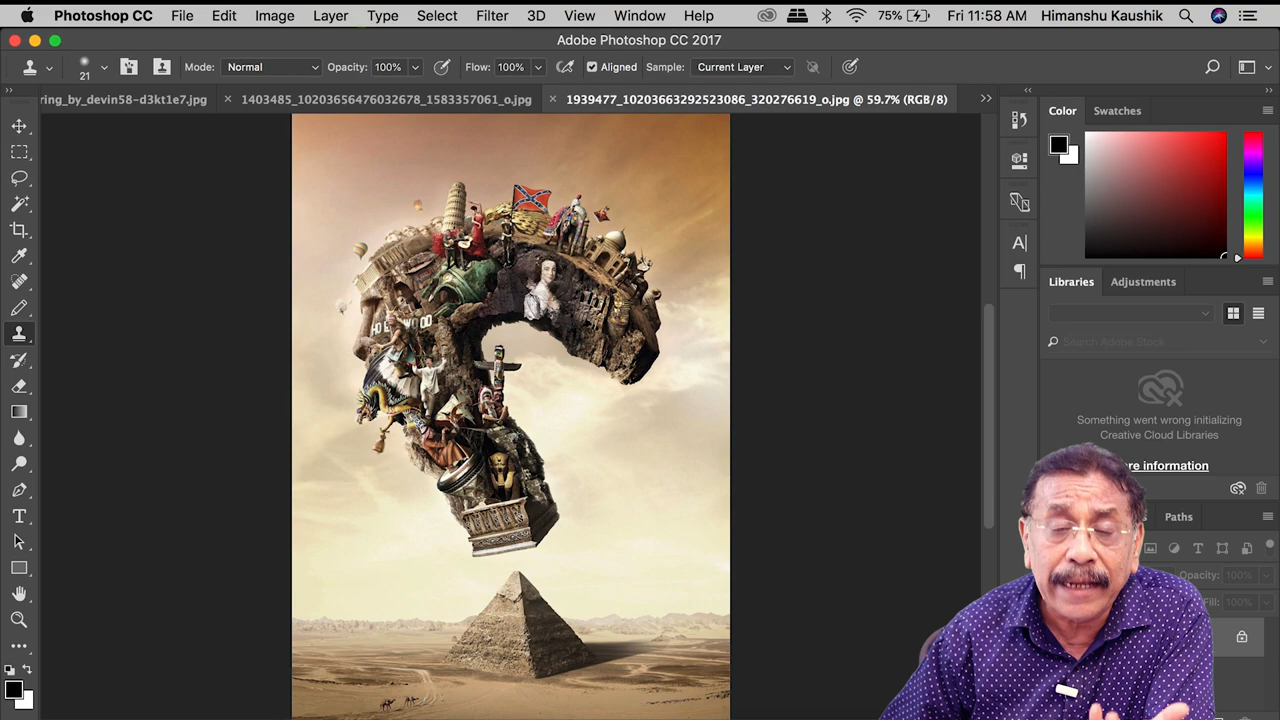 Photoshop CC File Edit Image Layer Type Select Filter 3D View Window Help 75% Fri 11:58 AM Himanshu Kaushik
Adobe Photoshop CC 2017
21 Mode: Normal Opacity: 100% Flow: 100% Aligned Sample: Current Layer
ring_by_devin58-d3kt1e7.jpg × 1403485_10203656476032678_1583357061_o.jpg × 1939477_10203663292523086_320276619_o.jpg @ 59.7% (RGB/8)
Color Swatches
Libraries Adjustments
Search Adobe Stock
Something went wrong initializing
Creative Cloud Libraries
re information
Paths
Opacity: 100%
Fill: 100%